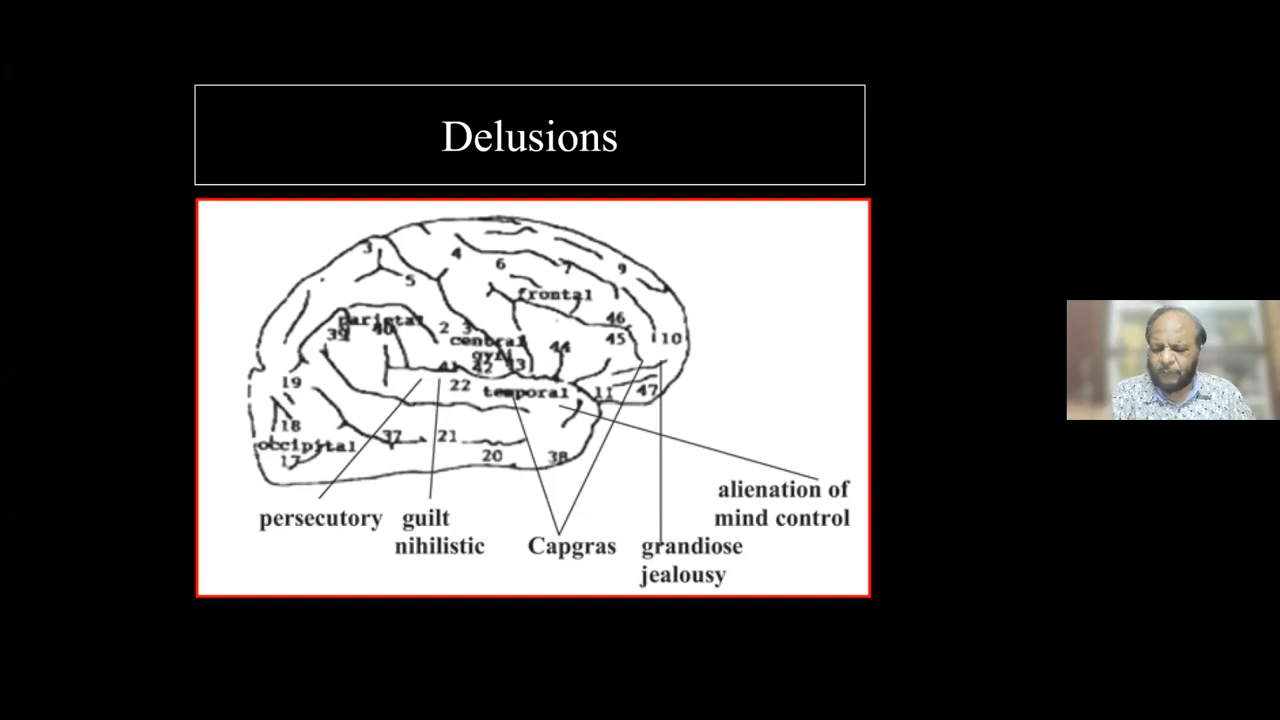 Delusions
3
4
5
6
7
9
frontal
46
parietal
39
40
2
3
central
45
10
44
gyri
41
42
43
19
22
temporal
11
47
18
37
21
occipital
17
20
38
alienation of
mind control
persecutory
guilt
nihilistic
Capgras
grandiose
jealousy